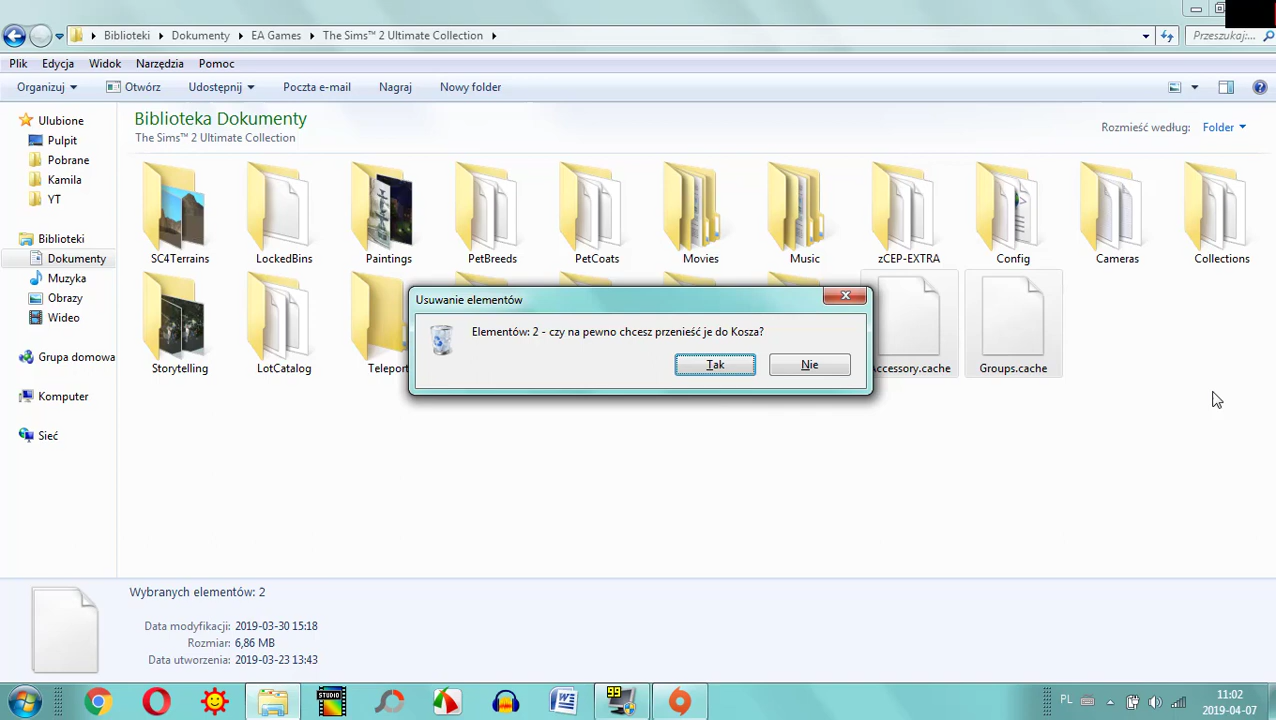 Biblioteki
Dokumenty
EA Games
The Sims™ 2 Ultimate Collection
Przeszukaj:...
Plik
Edycja
Widok
Narzędzia
Pomoc
Organizuj
Otwórz
Udostępnij
Poczta e-mail
Nagraj
Nowy folder
Ulubione
Pulpit
Pobrane
Kamila
YT
Biblioteki
Dokumenty
Muzyka
Obrazy
Wideo
Grupa domowa
Komputer
Sieć
Biblioteka Dokumenty
The Sims™ 2 Ultimate Collection
Rozmieść według:
Folder
SC4Terrains
LockedBins
Paintings
PetBreeds
PetCoats
Movies
Music
zCEP-EXTRA
Config
Cameras
Collections
Storytelling
LotCatalog
Teleport
Accessory.cache
Groups.cache
Usuwanie elementów
Elementów: 2 - czy na pewno chcesz przenieść je do Kosza?
Tak
Nie
Wybranych elementów: 2
Data modyfikacji: 2019-03-30 15:18
Rozmiar: 6,86 MB
Data utworzenia: 2019-03-23 13:43
STUDIO
99
PL
11:02
2019-04-07